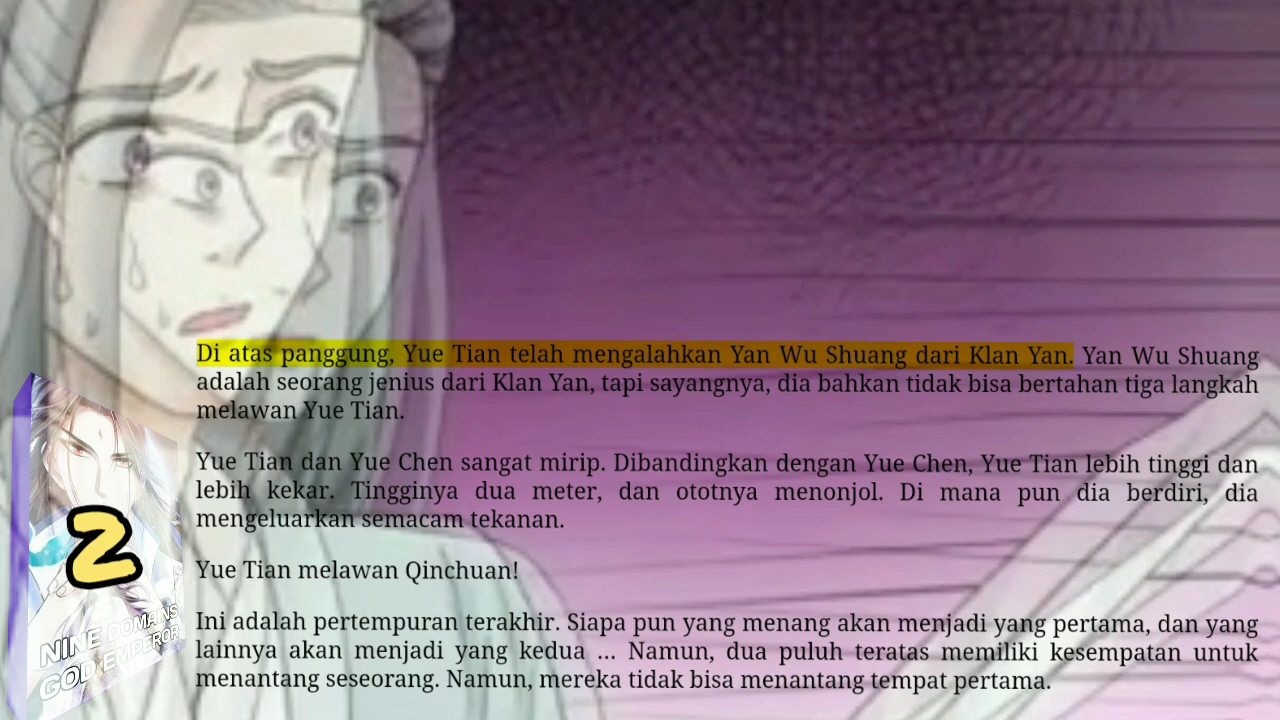 Di atas panggung, Yue Tian telah mengalahkan Yan Wu Shuang dari Klan Yan. Yan Wu Shuang
adalah seorang jenius dari Klan Yan, tapi sayangnya, dia bahkan tidak bisa bertahan tiga langkah
melawan Yue Tian.
Yue Tian dan Yue Chen sangat mirip. Dibandingkan dengan Yue Chen, Yue Tian lebih tinggi dan
lebih kekar. Tingginya dua meter, dan ototnya menonjol. Di mana pun dia berdiri, dia
mengeluarkan semacam tekanan.
Yue Tian melawan Qinchuan!
Ini adalah pertempuran terakhir. Siapa pun yang menang akan menjadi yang pertama, dan yang
lainnya akan menjadi yang kedua ... Namun, dua puluh teratas memiliki kesempatan untuk
menantang seseorang. Namun, mereka tidak bisa menantang tempat pertama.
2
NINE DOMAINS
GOD EMPEROR